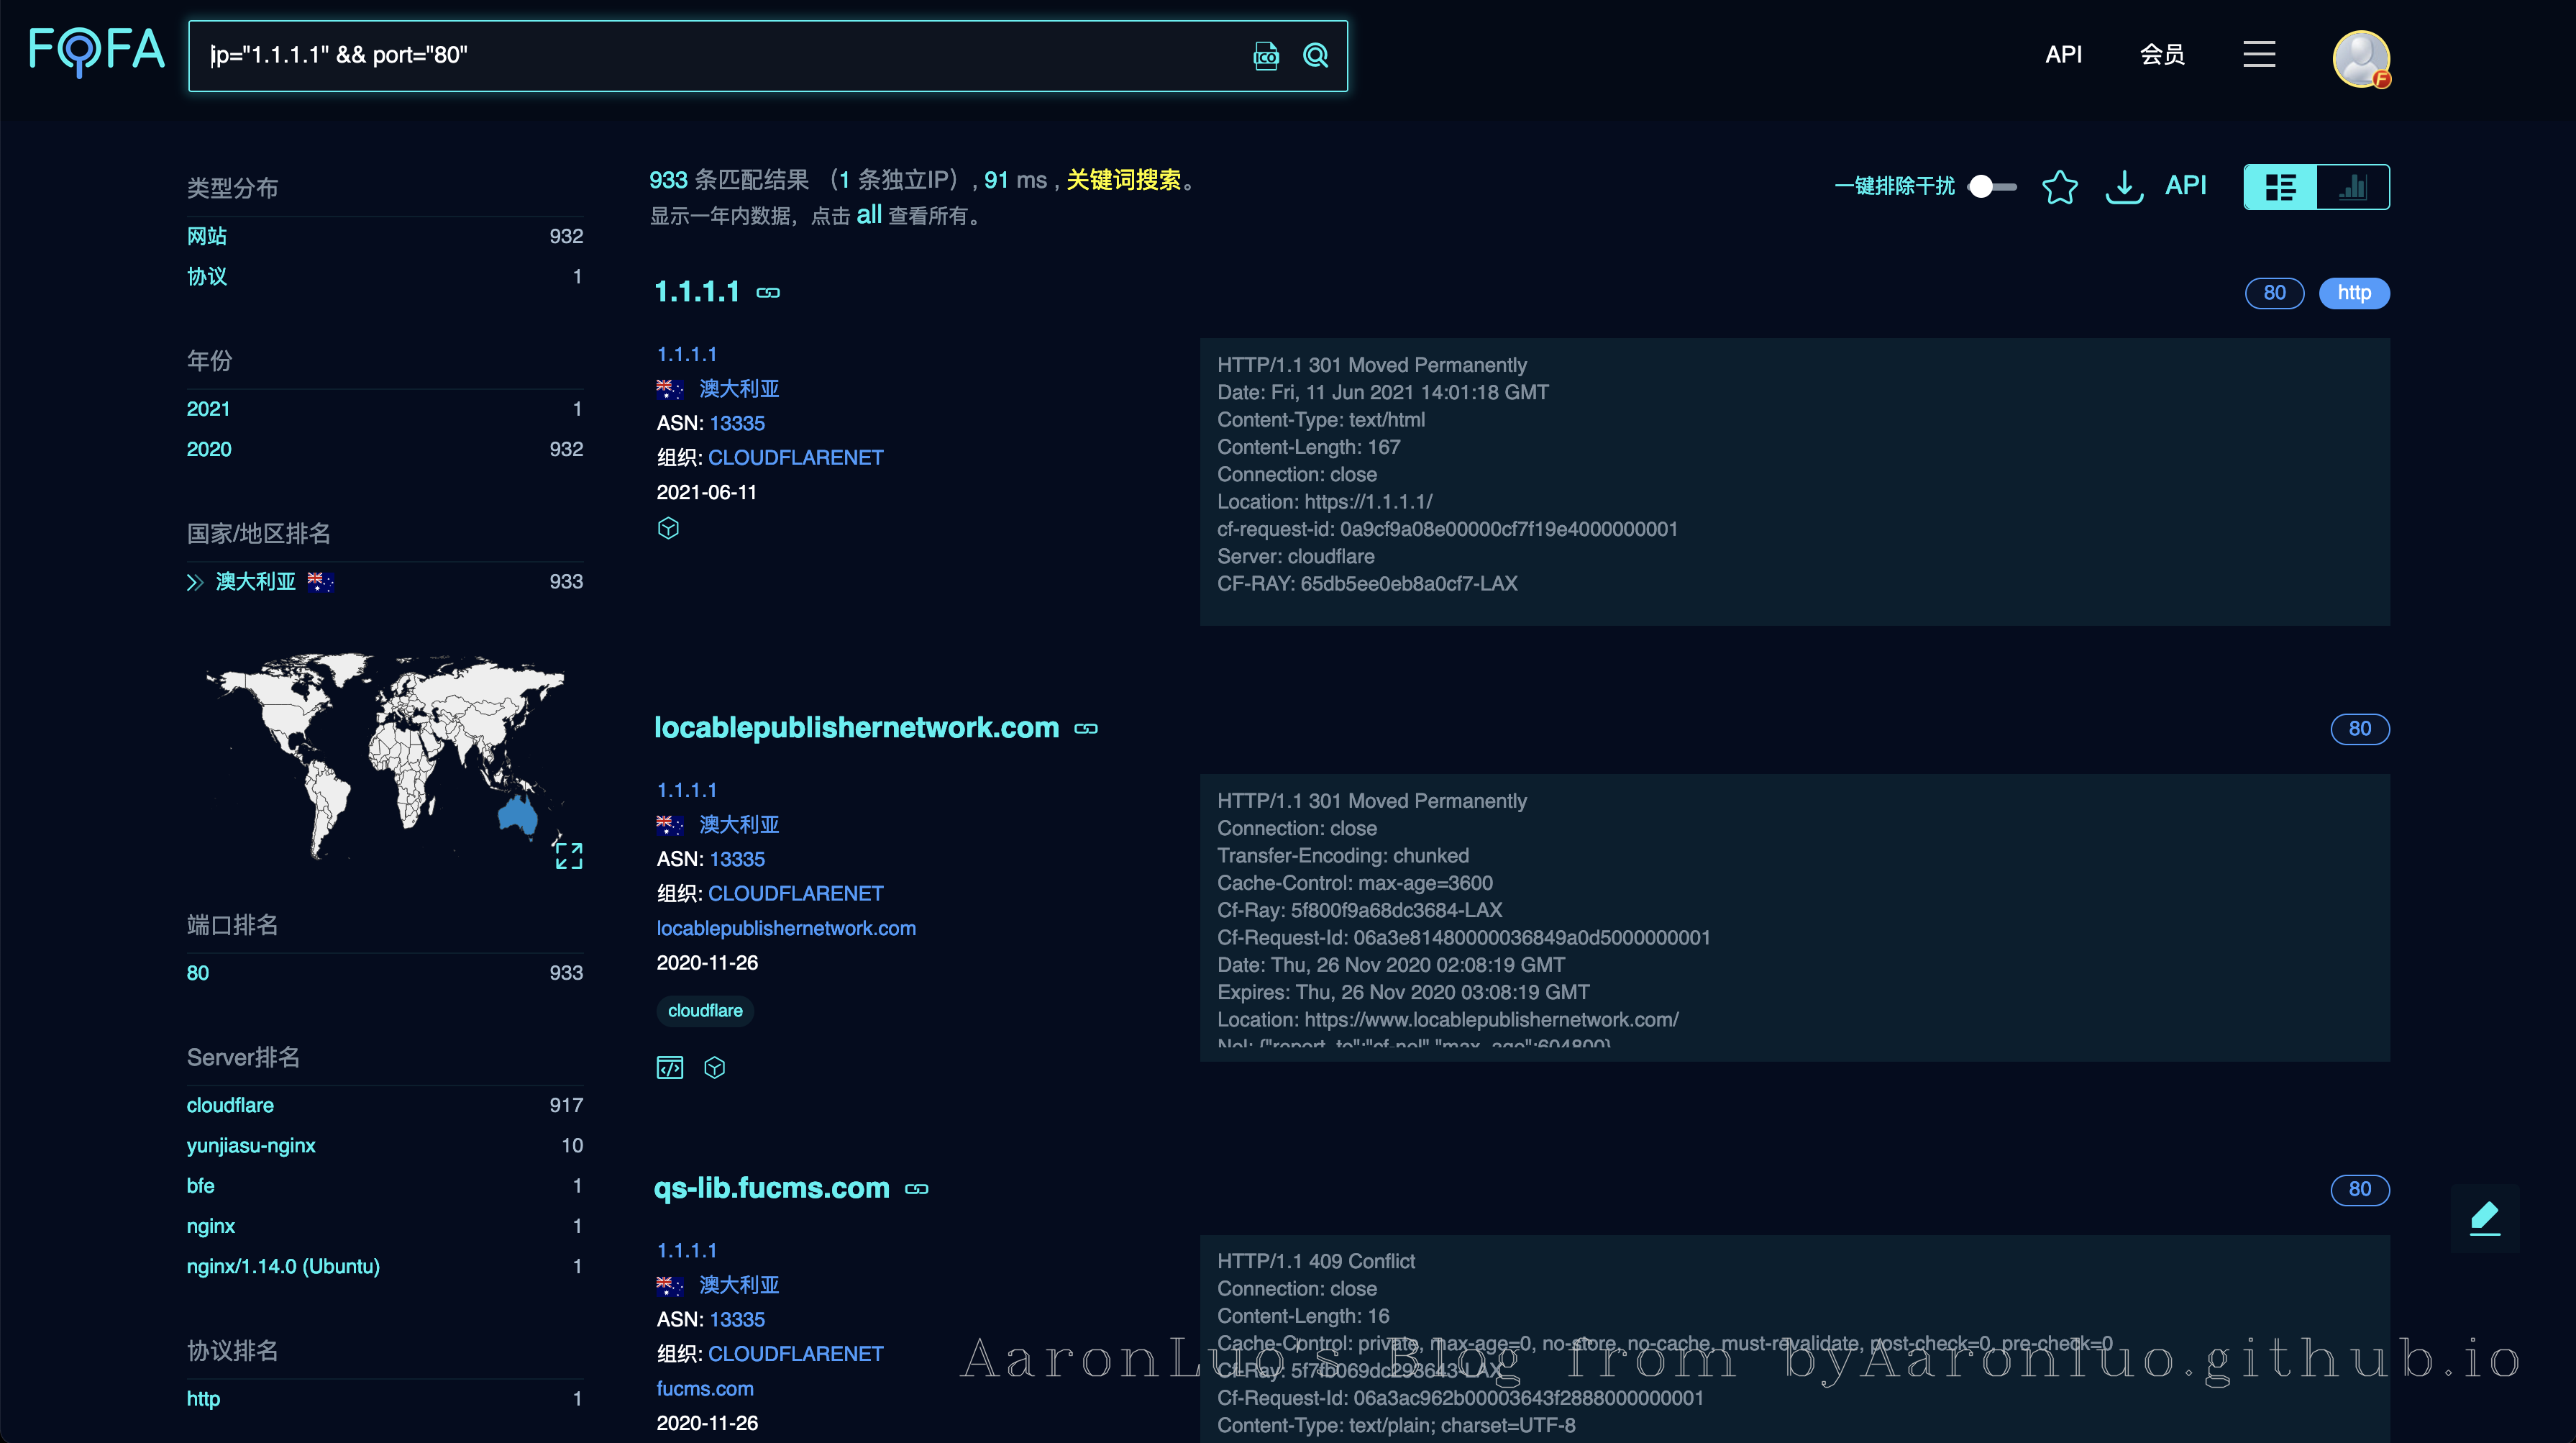 FOFA
ip="1.1.1.1" && port="80"
ICO
API
会员
F
类型分布
网站 932
协议 1
年份
2021 1
2020 932
国家/地区排名
澳大利亚 933
端口排名
80 933
Server排名
cloudflare 917
yunjiasu-nginx 10
bfe 1
nginx 1
nginx/1.14.0 (Ubuntu) 1
协议排名
http 1
933 条匹配结果 （1 条独立IP）, 91 ms , 关键词搜索。
显示一年内数据，点击 all 查看所有。
一键排除干扰
API
1.1.1.1
80 http
1.1.1.1
澳大利亚
ASN: 13335
组织: CLOUDFLARENET
2021-06-11
HTTP/1.1 301 Moved Permanently
Date: Fri, 11 Jun 2021 14:01:18 GMT
Content-Type: text/html
Content-Length: 167
Connection: close
Location: https://1.1.1.1/
cf-request-id: 0a9cf9a08e00000cf7f19e4000000001
Server: cloudflare
CF-RAY: 65db5ee0eb8a0cf7-LAX
locablepublishernetwork.com
80
1.1.1.1
澳大利亚
ASN: 13335
组织: CLOUDFLARENET
locablepublishernetwork.com
2020-11-26
cloudflare
HTTP/1.1 301 Moved Permanently
Connection: close
Transfer-Encoding: chunked
Cache-Control: max-age=3600
Cf-Ray: 5f800f9a68dc3684-LAX
Cf-Request-Id: 06a3e81480000036849a0d5000000001
Date: Thu, 26 Nov 2020 02:08:19 GMT
Expires: Thu, 26 Nov 2020 03:08:19 GMT
Location: https://www.locablepublishernetwork.com/
Nel: {"report_to":"cf-nel","max_age":604800}
qs-lib.fucms.com
80
1.1.1.1
澳大利亚
ASN: 13335
组织: CLOUDFLARENET
fucms.com
2020-11-26
HTTP/1.1 409 Conflict
Connection: close
Content-Length: 16
Cache-Control: private, max-age=0, no-store, no-cache, must-revalidate, post-check=0, pre-check=0
Cf-Ray: 5f7fb069dc293643-LAX
Cf-Request-Id: 06a3ac962b00003643f2888000000001
Content-Type: text/plain; charset=UTF-8
AaronLuo's Blog from byAaronluo.github.io